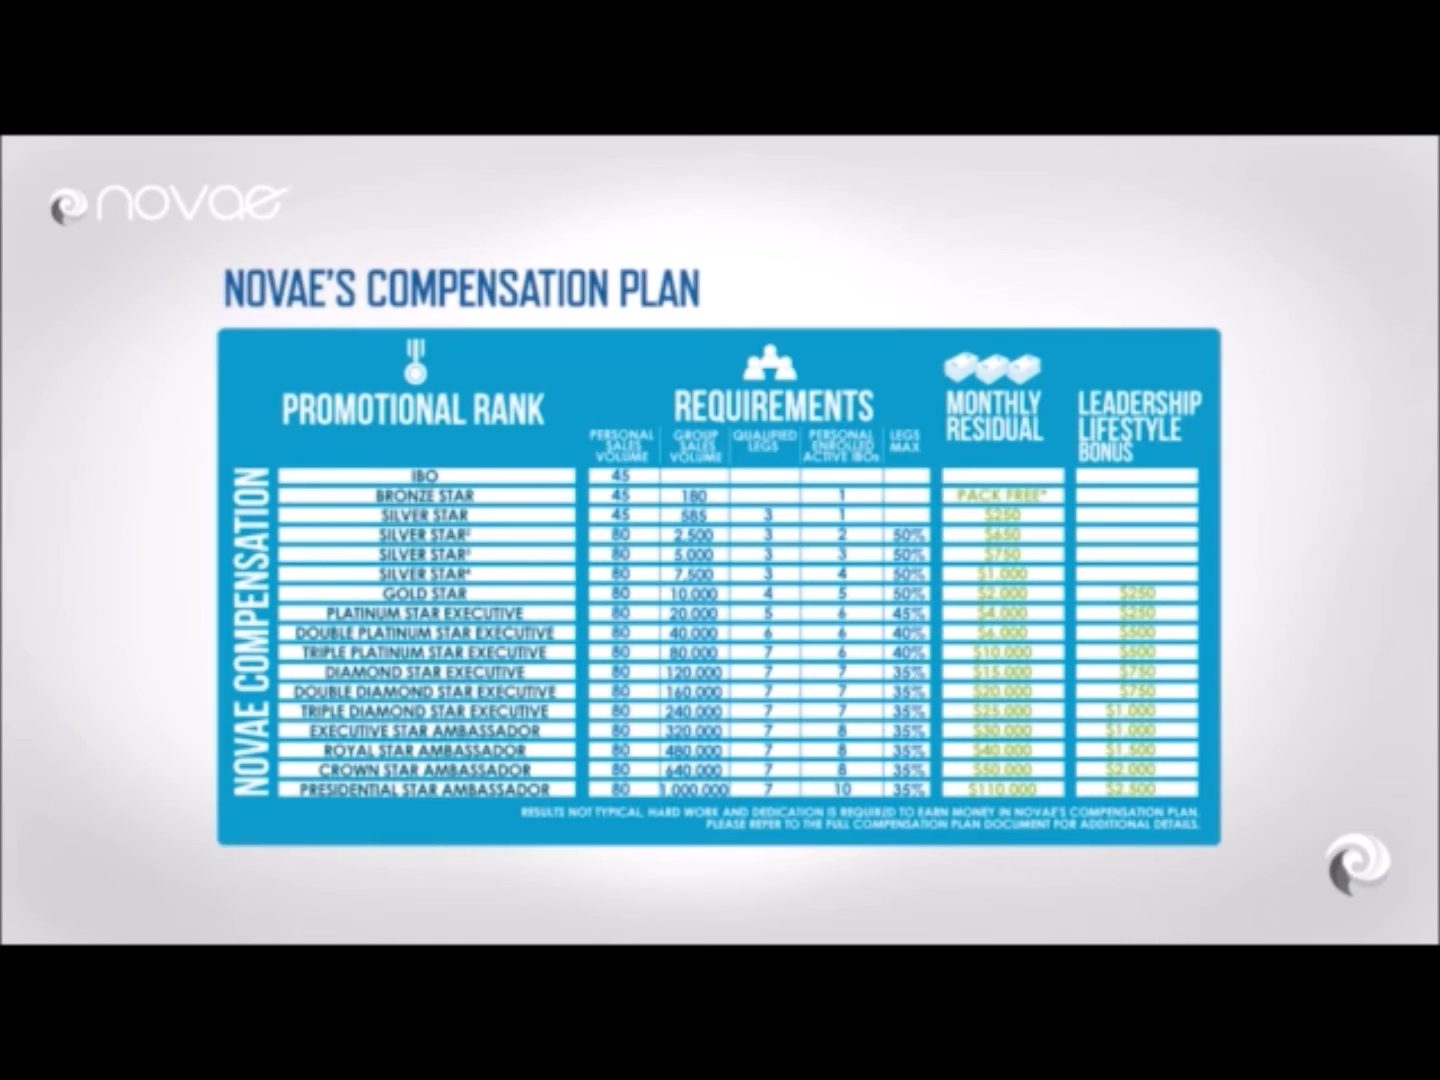 novae
NOVAE'S COMPENSATION PLAN
PROMOTIONAL RANK
REQUIREMENTS
MONTHLY RESIDUAL
LEADERSHIP LIFESTYLE BONUS
PERSONAL SALES VOLUME GROUP SALES VOLUME QUALIFIED LEGS PERSONAL ENROLLED ACTIVE IBOs LEGS MAX
NOVAE COMPENSATION
IBO 45
BRONZE STAR 45 180 1 PACK FREE*
SILVER STAR 45 585 3 1 $250
SILVER STAR² 80 2,500 3 2 50% $650
SILVER STAR³ 80 5,000 3 3 50% $750
SILVER STAR⁴ 80 7,500 3 4 50% $1,000
GOLD STAR 80 10,000 4 5 50% $2,000 $250
PLATINUM STAR EXECUTIVE 80 20,000 5 6 45% $4,000 $250
DOUBLE PLATINUM STAR EXECUTIVE 80 40,000 6 6 40% $6,000 $500
TRIPLE PLATINUM STAR EXECUTIVE 80 80,000 7 6 40% $10,000 $500
DIAMOND STAR EXECUTIVE 80 120,000 7 7 35% $15,000 $750
DOUBLE DIAMOND STAR EXECUTIVE 80 160,000 7 7 35% $20,000 $750
TRIPLE DIAMOND STAR EXECUTIVE 80 240,000 7 7 35% $25,000 $1,000
EXECUTIVE STAR AMBASSADOR 80 320,000 7 8 35% $30,000 $1,000
ROYAL STAR AMBASSADOR 80 480,000 7 8 35% $40,000 $1,500
CROWN STAR AMBASSADOR 80 640,000 7 8 35% $50,000 $2,000
PRESIDENTIAL STAR AMBASSADOR 80 1,000,000 7 10 35% $110,000 $2,500
RESULTS NOT TYPICAL, HARD WORK AND DEDICATION IS REQUIRED TO EARN MONEY IN NOVAE'S COMPENSATION PLAN.
PLEASE REFER TO THE FULL COMPENSATION PLAN DOCUMENT FOR ADDITIONAL DETAILS.